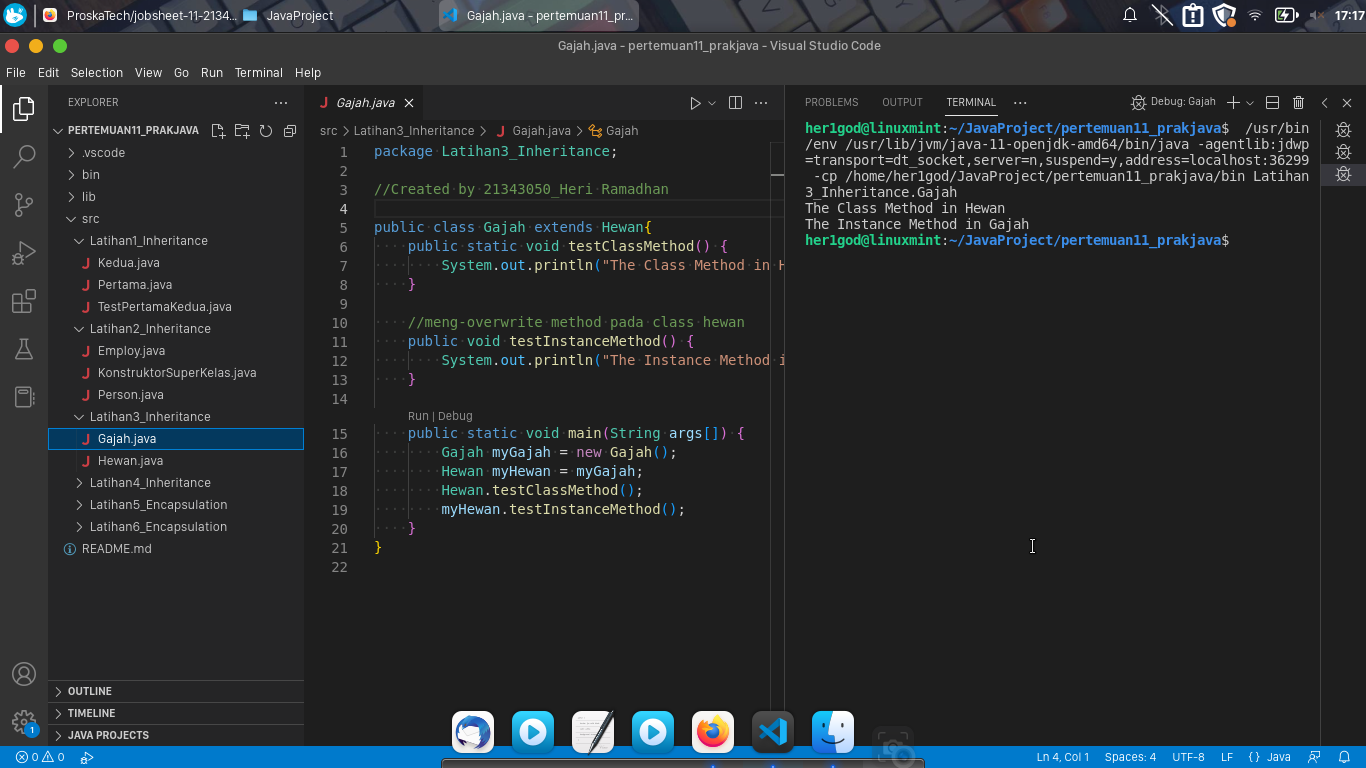 ProskaTech/jobsheet-11-2134...
JavaProject
Gajah.java - pertemuan11_pr...
17:17
Gajah.java - pertemuan11_prakjava - Visual Studio Code
File Edit Selection View Go Run Terminal Help
EXPLORER
PERTEMUAN11_PRAKJAVA
.vscode
bin
lib
src
Latihan1_Inheritance
J Kedua.java
J Pertama.java
J TestPertamaKedua.java
Latihan2_Inheritance
J Employ.java
J KonstruktorSuperKelas.java
J Person.java
Latihan3_Inheritance
J Gajah.java
J Hewan.java
Latihan4_Inheritance
Latihan5_Encapsulation
Latihan6_Encapsulation
README.md
OUTLINE
TIMELINE
JAVA PROJECTS
J Gajah.java
src > Latihan3_Inheritance > J Gajah.java > Gajah
1 package Latihan3_Inheritance;
2
3 //Created by 21343050_Heri Ramadhan
4
5 public class Gajah extends Hewan{
6 public static void testClassMethod() {
7 System.out.println("The Class Method in H
8 }
9
10 //meng-overwrite method pada class hewan
11 public void testInstanceMethod() {
12 System.out.println("The Instance Method i
13 }
14
Run | Debug
15 public static void main(String args[]) {
16 Gajah myGajah = new Gajah();
17 Hewan myHewan = myGajah;
18 Hewan.testClassMethod();
19 myHewan.testInstanceMethod();
20 }
21 }
22
PROBLEMS OUTPUT TERMINAL ... Debug: Gajah
her1god@linuxmint:~/JavaProject/pertemuan11_prakjava$ /usr/bin
/env /usr/lib/jvm/java-11-openjdk-amd64/bin/java -agentlib:jdwp
=transport=dt_socket,server=n,suspend=y,address=localhost:36299
-cp /home/her1god/JavaProject/pertemuan11_prakjava/bin Latihan
3_Inheritance.Gajah
The Class Method in Hewan
The Instance Method in Gajah
her1god@linuxmint:~/JavaProject/pertemuan11_prakjava$
1
0 0
Ln 4, Col 1 Spaces: 4 UTF-8 LF {} Java